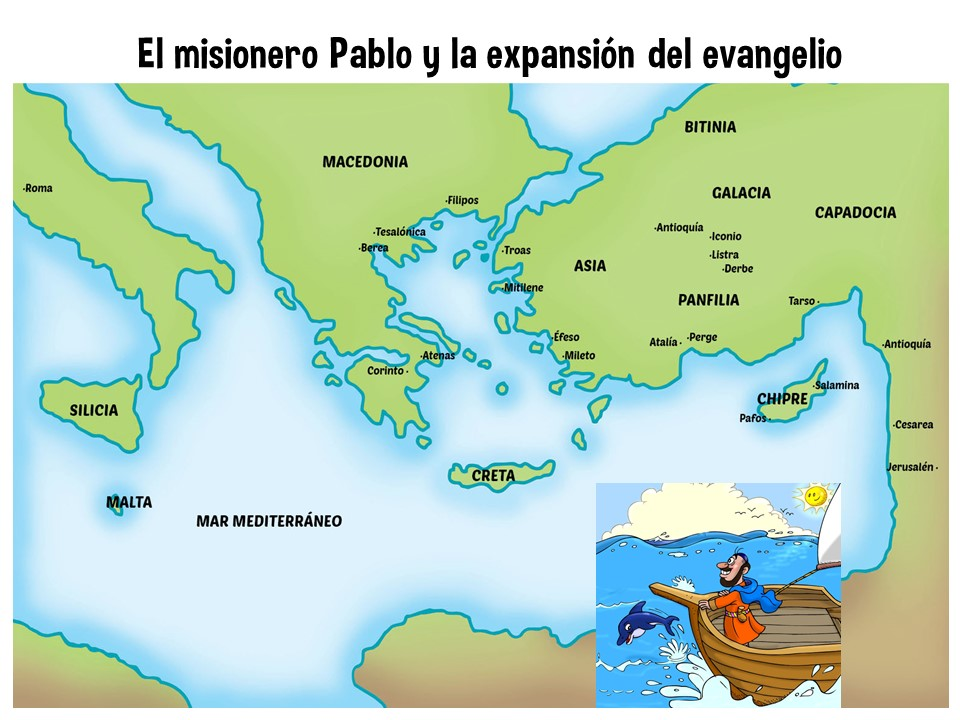 El misionero Pablo y la expansión del evangelio
BITINIA
MACEDONIA
·Roma
GALACIA
·Filipos
CAPADOCIA
·Antioquía
·Tesalónica
·Iconio
·Berea
·Troas
·Listra
ASIA
·Derbe
·Mitilene
PANFILIA
Tarso·
·Éfeso
Atalía·
·Perge
·Antioquía
·Atenas
·Mileto
Corinto·
·Salamina
CHIPRE
SILICIA
Pafos·
·Cesarea
Jerusalén·
CRETA
MALTA
MAR MEDITERRÁNEO